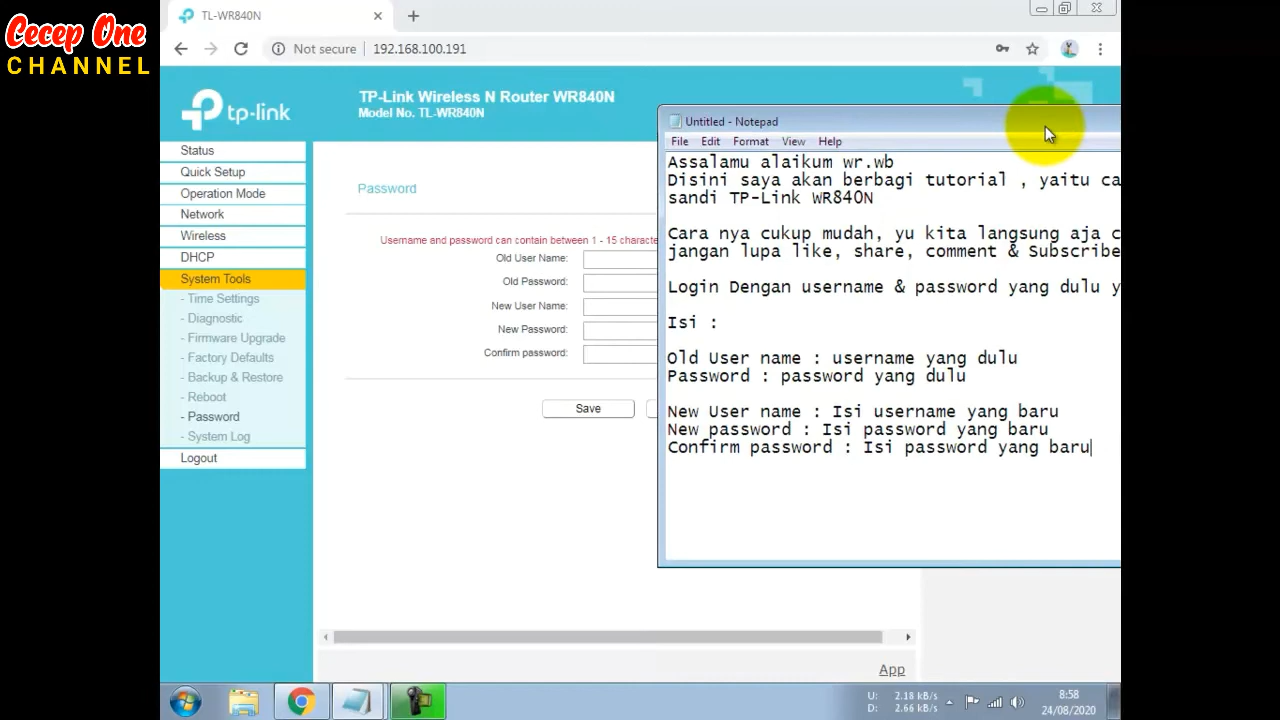 Cecep One
CHANNEL
TL-WR840N
Not secure
192.168.100.191
tp-link
TP-Link Wireless N Router WR840N
Model No. TL-WR840N
Status
Quick Setup
Operation Mode
Network
Wireless
DHCP
System Tools
- Time Settings
- Diagnostic
- Firmware Upgrade
- Factory Defaults
- Backup & Restore
- Reboot
- Password
- System Log
Logout
Password
Username and password can contain between 1 - 15 characte
Old User Name:
Old Password:
New User Name:
New Password:
Confirm password:
Save
App
Untitled - Notepad
File Edit Format View Help
Assalamu alaikum wr.wb
Disini saya akan berbagi tutorial , yaitu ca
sandi TP-Link WR840N
Cara nya cukup mudah, yu kita langsung aja c
jangan lupa like, share, comment & Subscribe
Login Dengan username & password yang dulu y
Isi :
Old User name : username yang dulu
Password : password yang dulu
New User name : Isi username yang baru
New password : Isi password yang baru
Confirm password : Isi password yang baru
U: 2.18 kB/s
D: 2.66 kB/s
8:58
24/08/2020